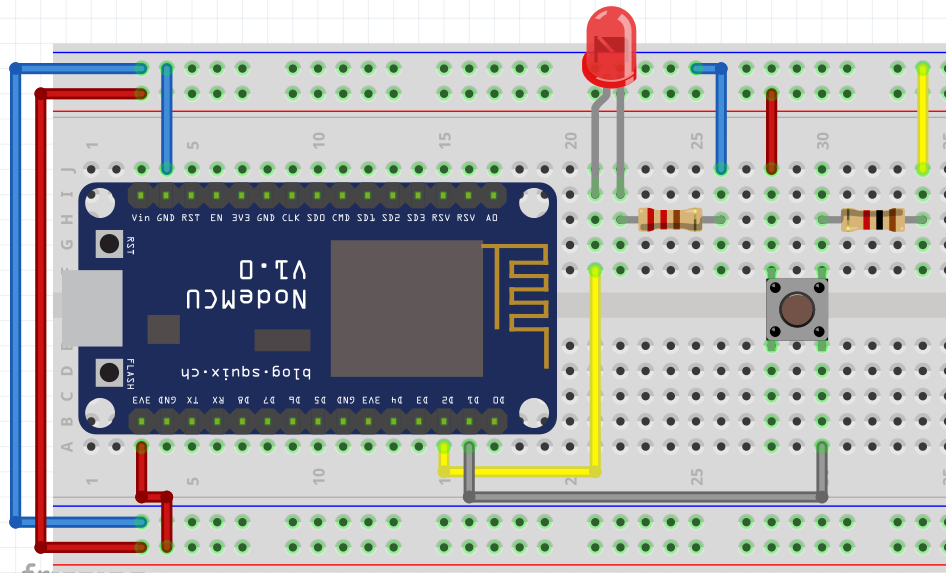 1 5 10 15 20 25 30
J
I
Vin GND RST EN 3V3 GND CLK SD0 CMD SD1 SD2 SD3 RSV RSV A0
H
G
RST
V1.0
NodeMCU
FLASH
D
blog.squix.ch
C
3V3 GND TX RX D8 D7 D6 D5 GND 3V3 D4 D3 D2 D1 D0
B
A
1 5 10 15 20 25 30